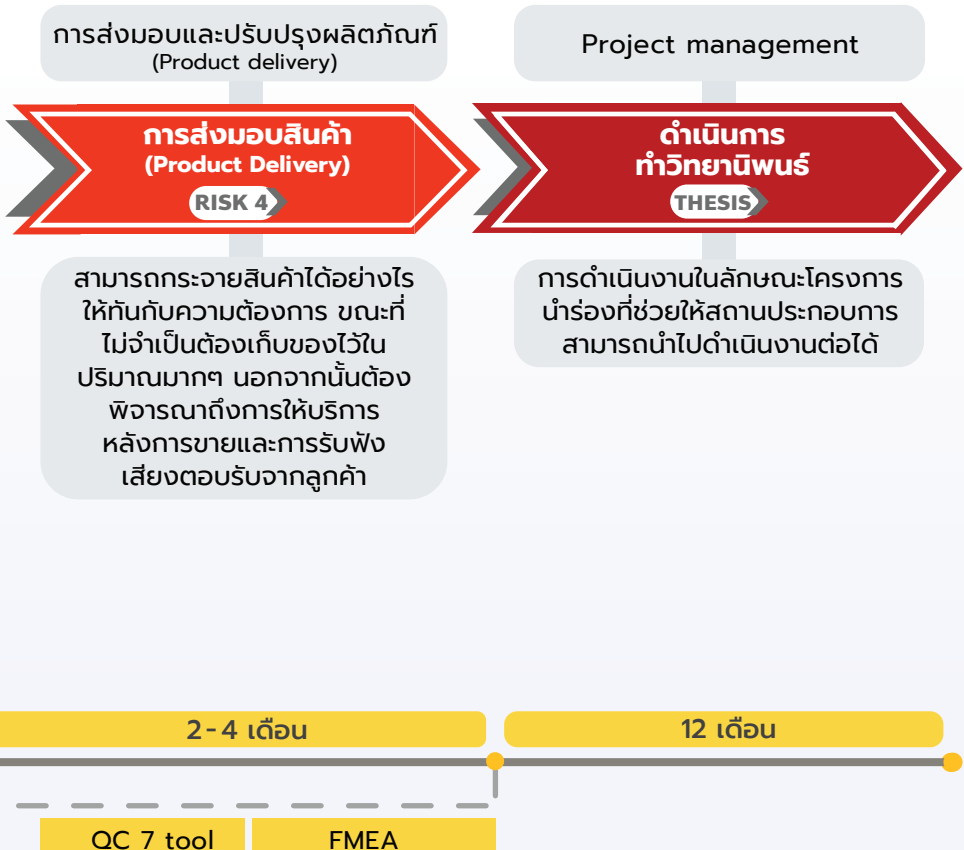 การส่งมอบและปรับปรุงผลิตภัณฑ์
(Product delivery)
การส่งมอบสินค้า
(Product Delivery)
RISK 4
สามารถกระจายสินค้าได้อย่างไร
ให้ทันกับความต้องการ ขณะที่
ไม่จำเป็นต้องเก็บของไว้ใน
ปริมาณมากๆ นอกจากนั้นต้อง
พิจารณาถึงการให้บริการ
หลังการขายและการรับฟัง
เสียงตอบรับจากลูกค้า
Project management
ดำเนินการ
ทำวิทยานิพนธ์
THESIS
การดำเนินงานในลักษณะโครงการ
นำร่องที่ช่วยให้สถานประกอบการ
สามารถนำไปดำเนินงานต่อได้
2-4 เดือน
12 เดือน
QC 7 tool
FMEA